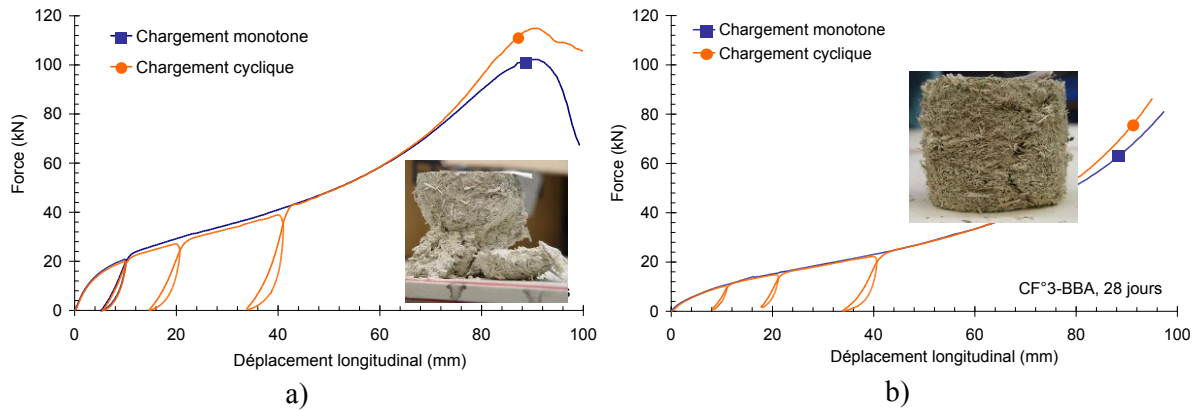 120
100
80
60
40
20
0
Force (kN)
Chargement monotone
Chargement cyclique
0 20 40 60 80 100
Déplacement longitudinal (mm)
a)
120
100
80
60
40
20
0
Force (kN)
Chargement monotone
Chargement cyclique
CF°3-BBA, 28 jours
0 20 40 60 80 100
Déplacement longitudinal (mm)
b)